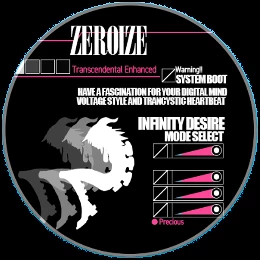 ZEROIZE
Transcendental Enhanced
Warning!!
SYSTEM BOOT
HAVE A FASCINATION FOR YOUR DIGITAL MIND
VOLTAGE STYLE AND TRANCYSTIC HEARTBEAT
INFINITY DESIRE
MODE SELECT
Precious